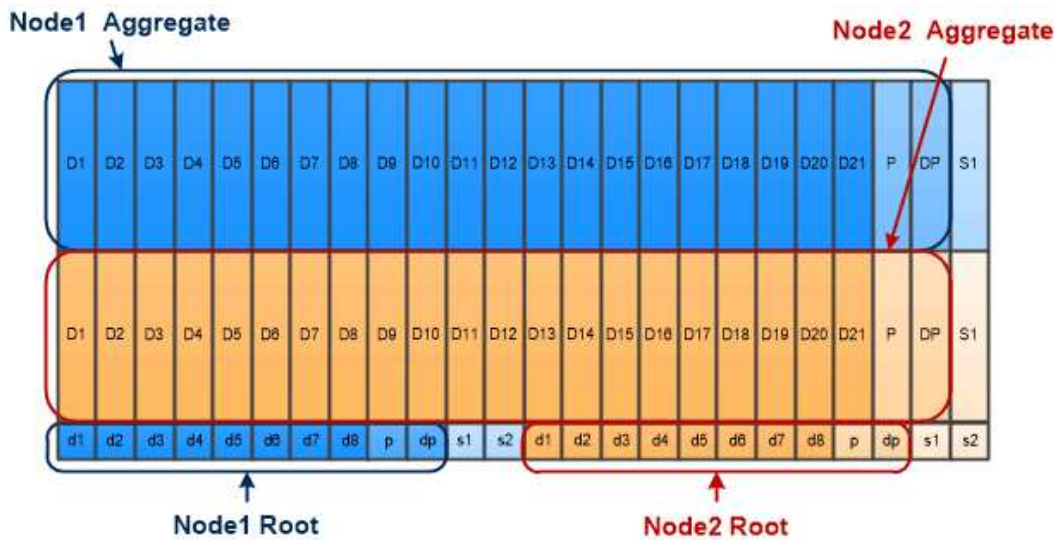 Node1 Aggregate
Node2 Aggregate
D1 D2 D3 D4 D5 D6 D7 D8 D9 D10 D11 D12 D13 D14 D15 D16 D17 D18 D19 D20 D21 P DP S1
D1 D2 D3 D4 D5 D6 D7 D8 D9 D10 D11 D12 D13 D14 D15 D16 D17 D18 D19 D20 D21 P DP S1
d1 d2 d3 d4 d5 d6 d7 d8 p dp s1 s2 d1 d2 d3 d4 d5 d6 d7 d8 p dp s1 s2
Node1 Root
Node2 Root